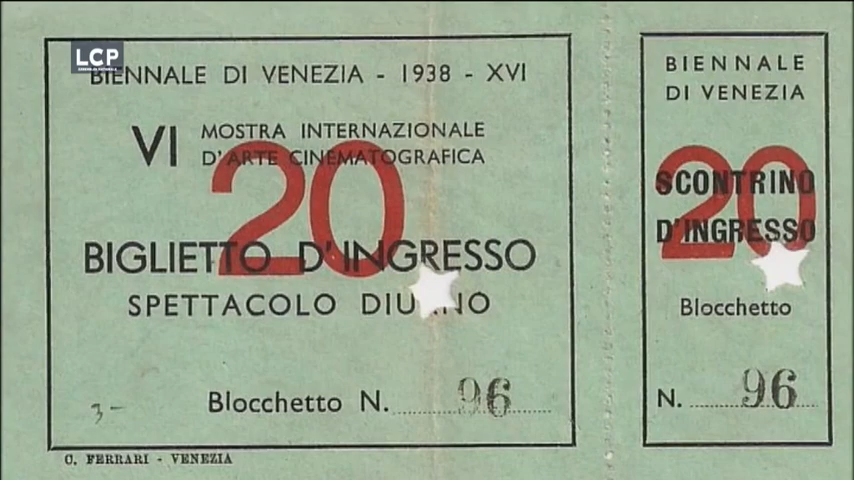 LCP
BIENNALE DI VENEZIA - 1938 - XVI
VI MOSTRA INTERNAZIONALE
D'ARTE CINEMATOGRAFICA
20
BIGLIETTO D'INGRESSO
SPETTACOLO DIURNO
Blocchetto N. 96
3-
C. FERRARI - VENEZIA
BIENNALE
DI VENEZIA
20
SCONTRINO
D'INGRESSO
Blocchetto
N. 96